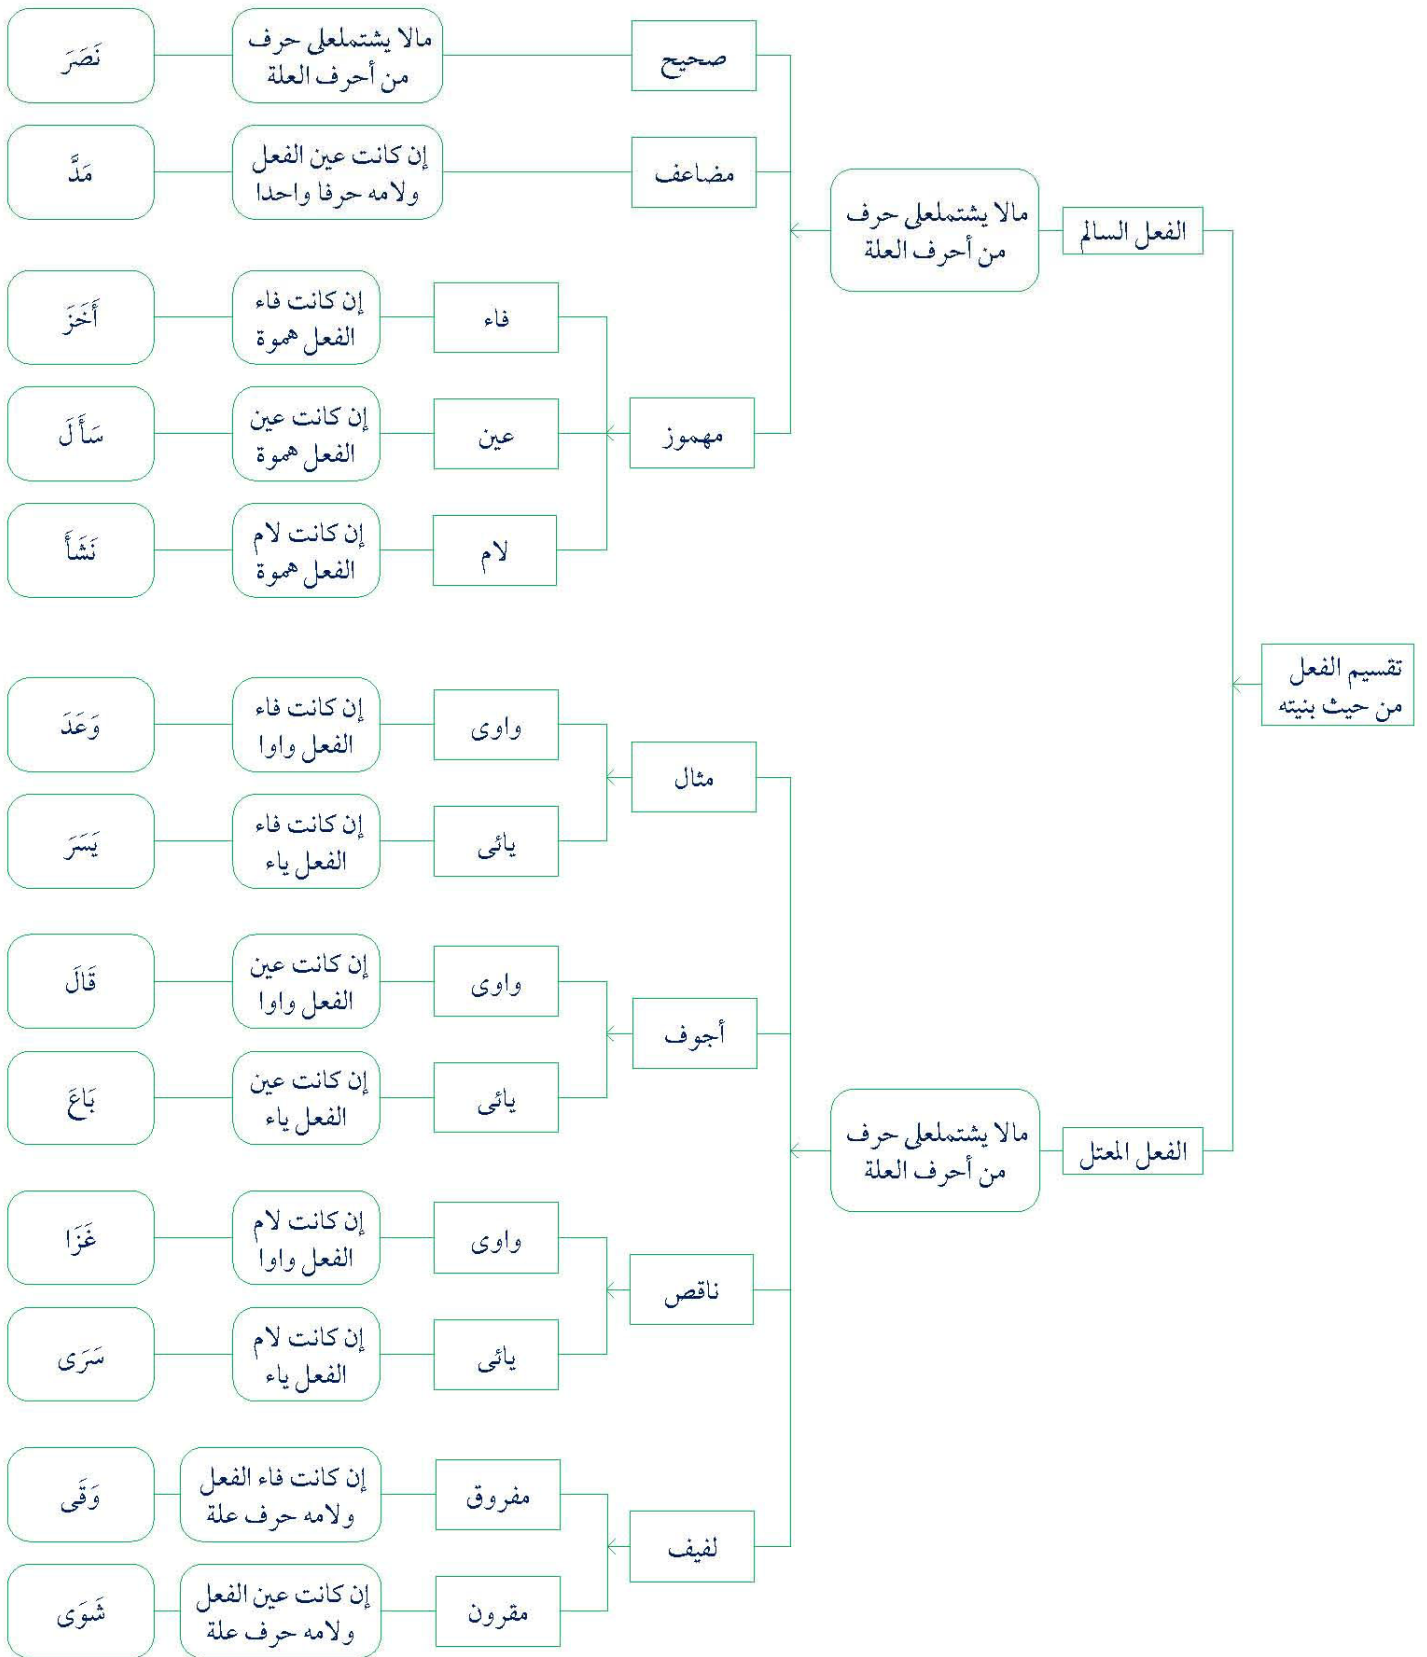 تقسيم الفعل
من حيث بنيته
الفعل السالم
مالا يشتملعلى حرف
من أحرف العلة
صحيح
مالا يشتملعلى حرف
من أحرف العلة
نَصَرَ
مضاعف
إن كانت عين الفعل
ولامه حرفا واحدا
مَدَّ
مهموز
فاء
إن كانت فاء
الفعل هموة
أَخَزَ
عين
إن كانت عين
الفعل هموة
سَأَلَ
لام
إن كانت لام
الفعل هموة
نَشَأَ
الفعل المعتل
مالا يشتملعلى حرف
من أحرف العلة
مثال
واوى
إن كانت فاء
الفعل واوا
وَعَدَ
يائى
إن كانت فاء
الفعل ياء
يَسَرَ
أجوف
واوى
إن كانت عين
الفعل واوا
قَالَ
يائى
إن كانت عين
الفعل ياء
بَاعَ
ناقص
واوى
إن كانت لام
الفعل واوا
غَزَا
يائى
إن كانت لام
الفعل ياء
سَرَى
لفيف
مفروق
إن كانت فاء الفعل
ولامه حرف علة
وَقَى
مقرون
إن كانت عين الفعل
ولامه حرف علة
شَوَى